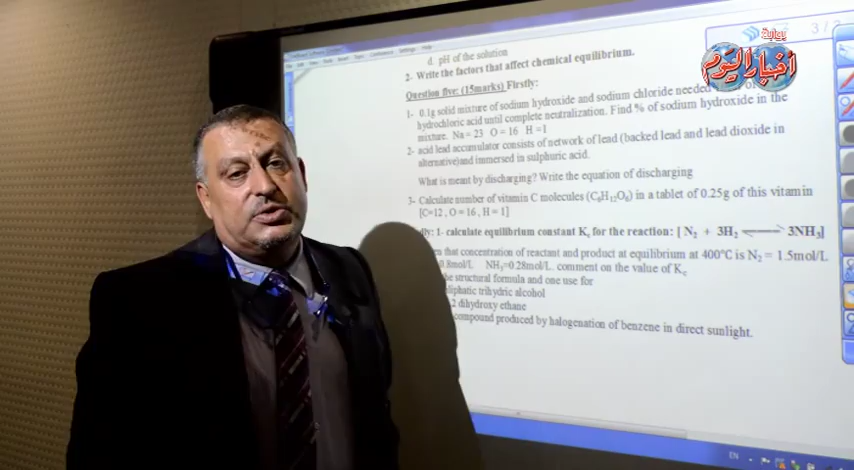 بوابة
أخبار اليوم
3 / 3
d. pH of the solution
2- Write the factors that affect chemical equilibrium.
Question five: (15marks) Firstly:
1- 0.1g solid mixture of sodium hydroxide and sodium chloride needed
hydrochloric acid until complete neutralization. Find % of sodium hydroxide in the
mixture. Na = 23 O = 16 H =1
2- acid lead accumulator consists of network of lead (backed lead and lead dioxide in
alternative)and immersed in sulphuric acid.
What is meant by discharging? Write the equation of discharging
3- Calculate number of vitamin C molecules (C₆H₁₂O₆) in a tablet of 0.25g of this vitamin
[C=12 , O = 16 , H = 1]
dly: 1- calculate equilibrium constant Kc for the reaction: [ N₂ + 3H₂ ⇌ 3NH₃]
that concentration of reactant and product at equilibrium at 400°C is N₂ = 1.5mol/L
0.8mol/L NH₃=0.28mol/L. comment on the value of Kc
structural formula and one use for
aliphatic trihydric alcohol
2 dihydroxy ethane
compound produced by halogenation of benzene in direct sunlight.
EN